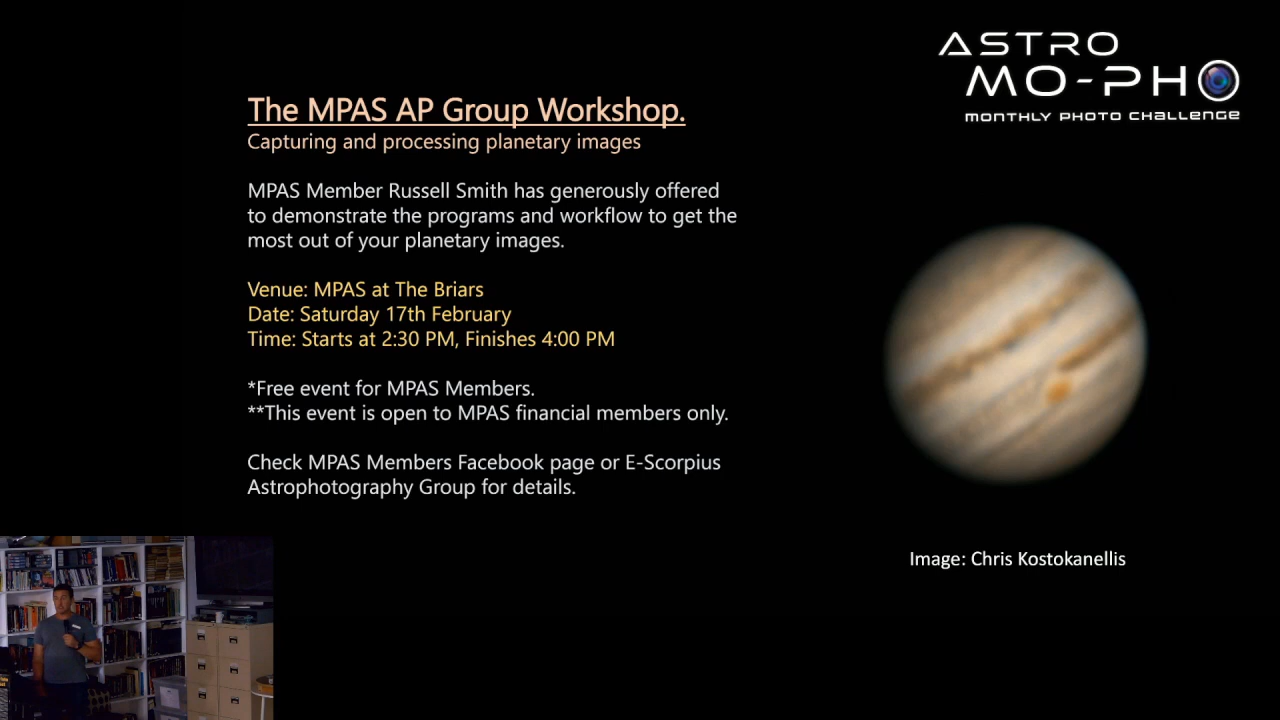 ASTRO
MO-PHO
MONTHLY PHOTO CHALLENGE
The MPAS AP Group Workshop.
Capturing and processing planetary images
MPAS Member Russell Smith has generously offered
to demonstrate the programs and workflow to get the
most out of your planetary images.
Venue: MPAS at The Briars
Date: Saturday 17th February
Time: Starts at 2:30 PM, Finishes 4:00 PM
*Free event for MPAS Members.
**This event is open to MPAS financial members only.
Check MPAS Members Facebook page or E-Scorpius
Astrophotography Group for details.
Image: Chris Kostokanellis